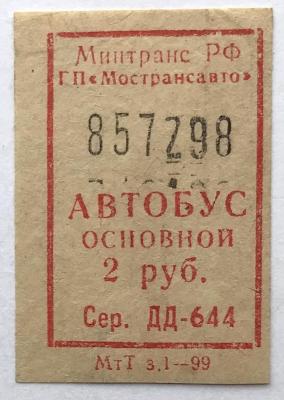 Минтранс РФ
ГП«Мострансавто»
857298
АВТОБУС
ОСНОВНОЙ
2 руб.
Сер. ДД-644
МтТ з.1—99